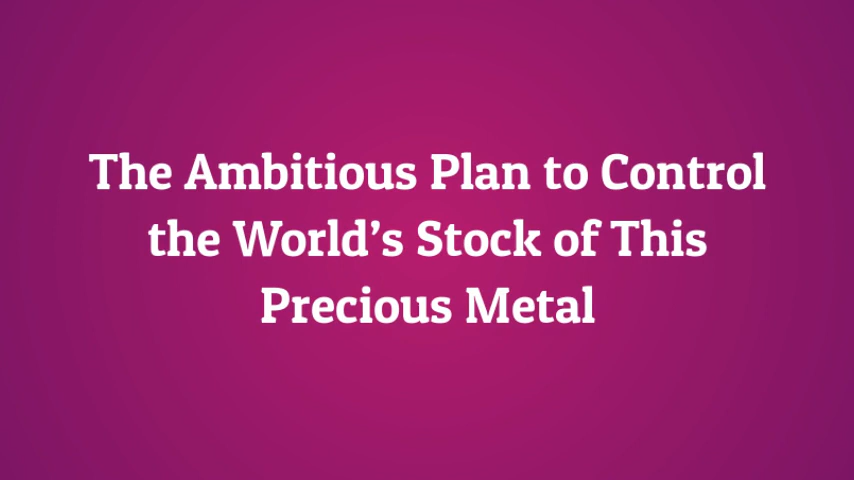 The Ambitious Plan to Control
the World’s Stock of This
Precious Metal